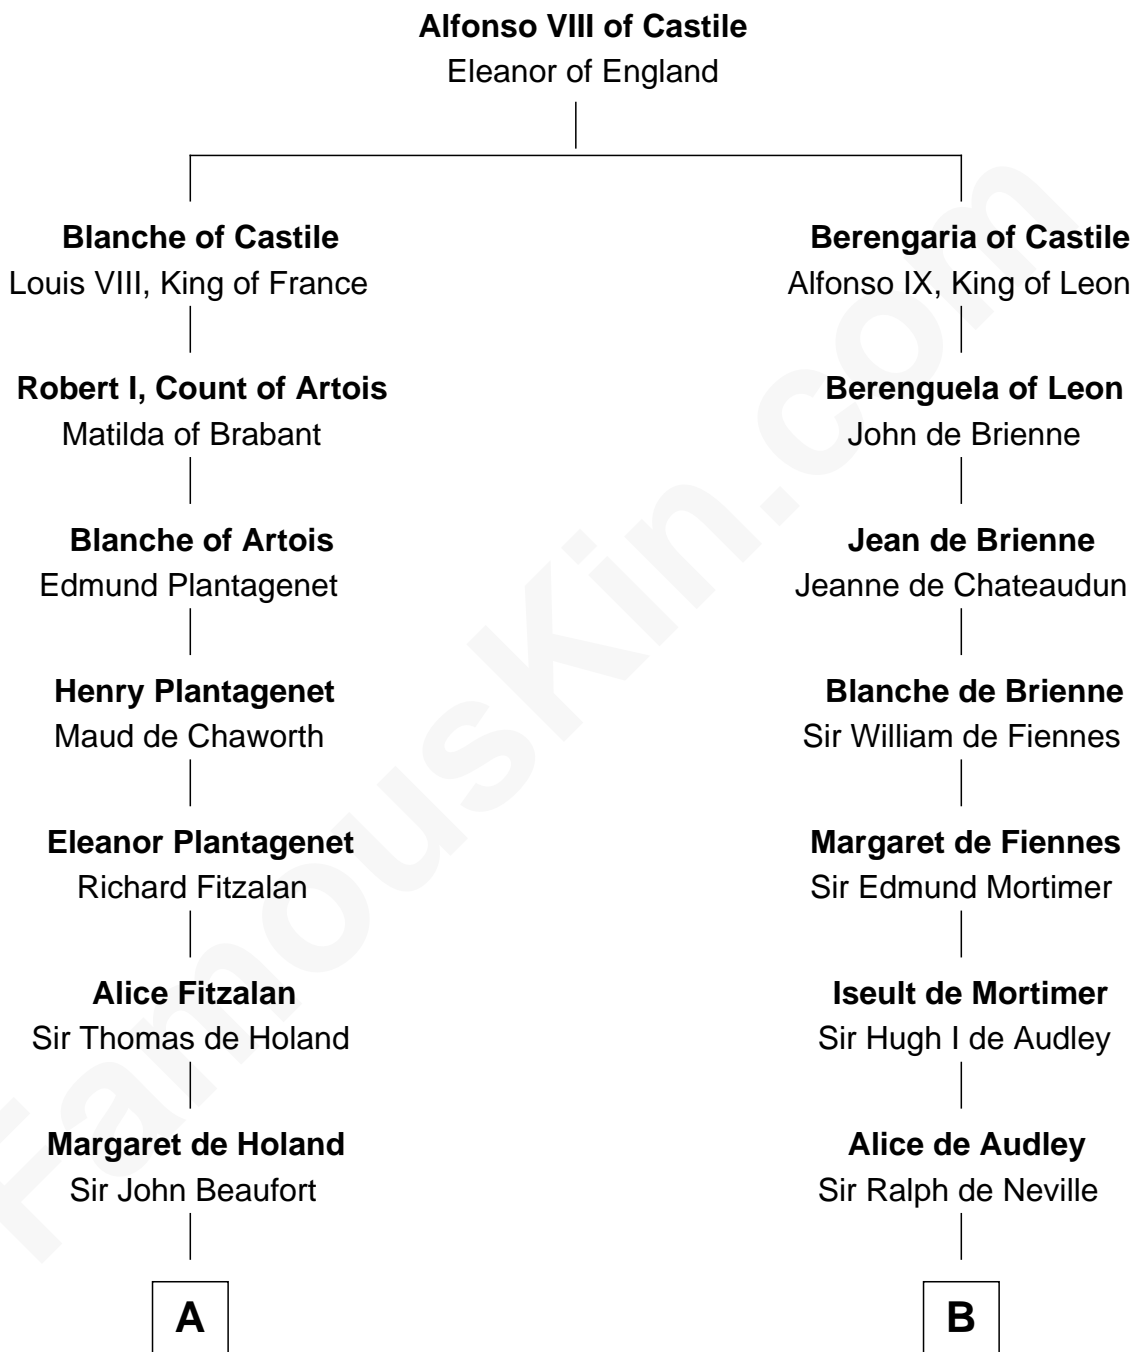 Alfonso VIII of Castile
Eleanor of England
Blanche of Castile
Louis VIII, King of France
Berengaria of Castile
Alfonso IX, King of Leon
Robert I, Count of Artois
Matilda of Brabant
Berenguela of Leon
John de Brienne
Blanche of Artois
Edmund Plantagenet
Jean de Brienne
Jeanne de Chateaudun
Henry Plantagenet
Maud de Chaworth
Blanche de Brienne
Sir William de Fiennes
Eleanor Plantagenet
Richard Fitzalan
Margaret de Fiennes
Sir Edmund Mortimer
Alice Fitzalan
Sir Thomas de Holand
Iseult de Mortimer
Sir Hugh I de Audley
Margaret de Holand
Sir John Beaufort
Alice de Audley
Sir Ralph de Neville
A
B
FamousKin.com